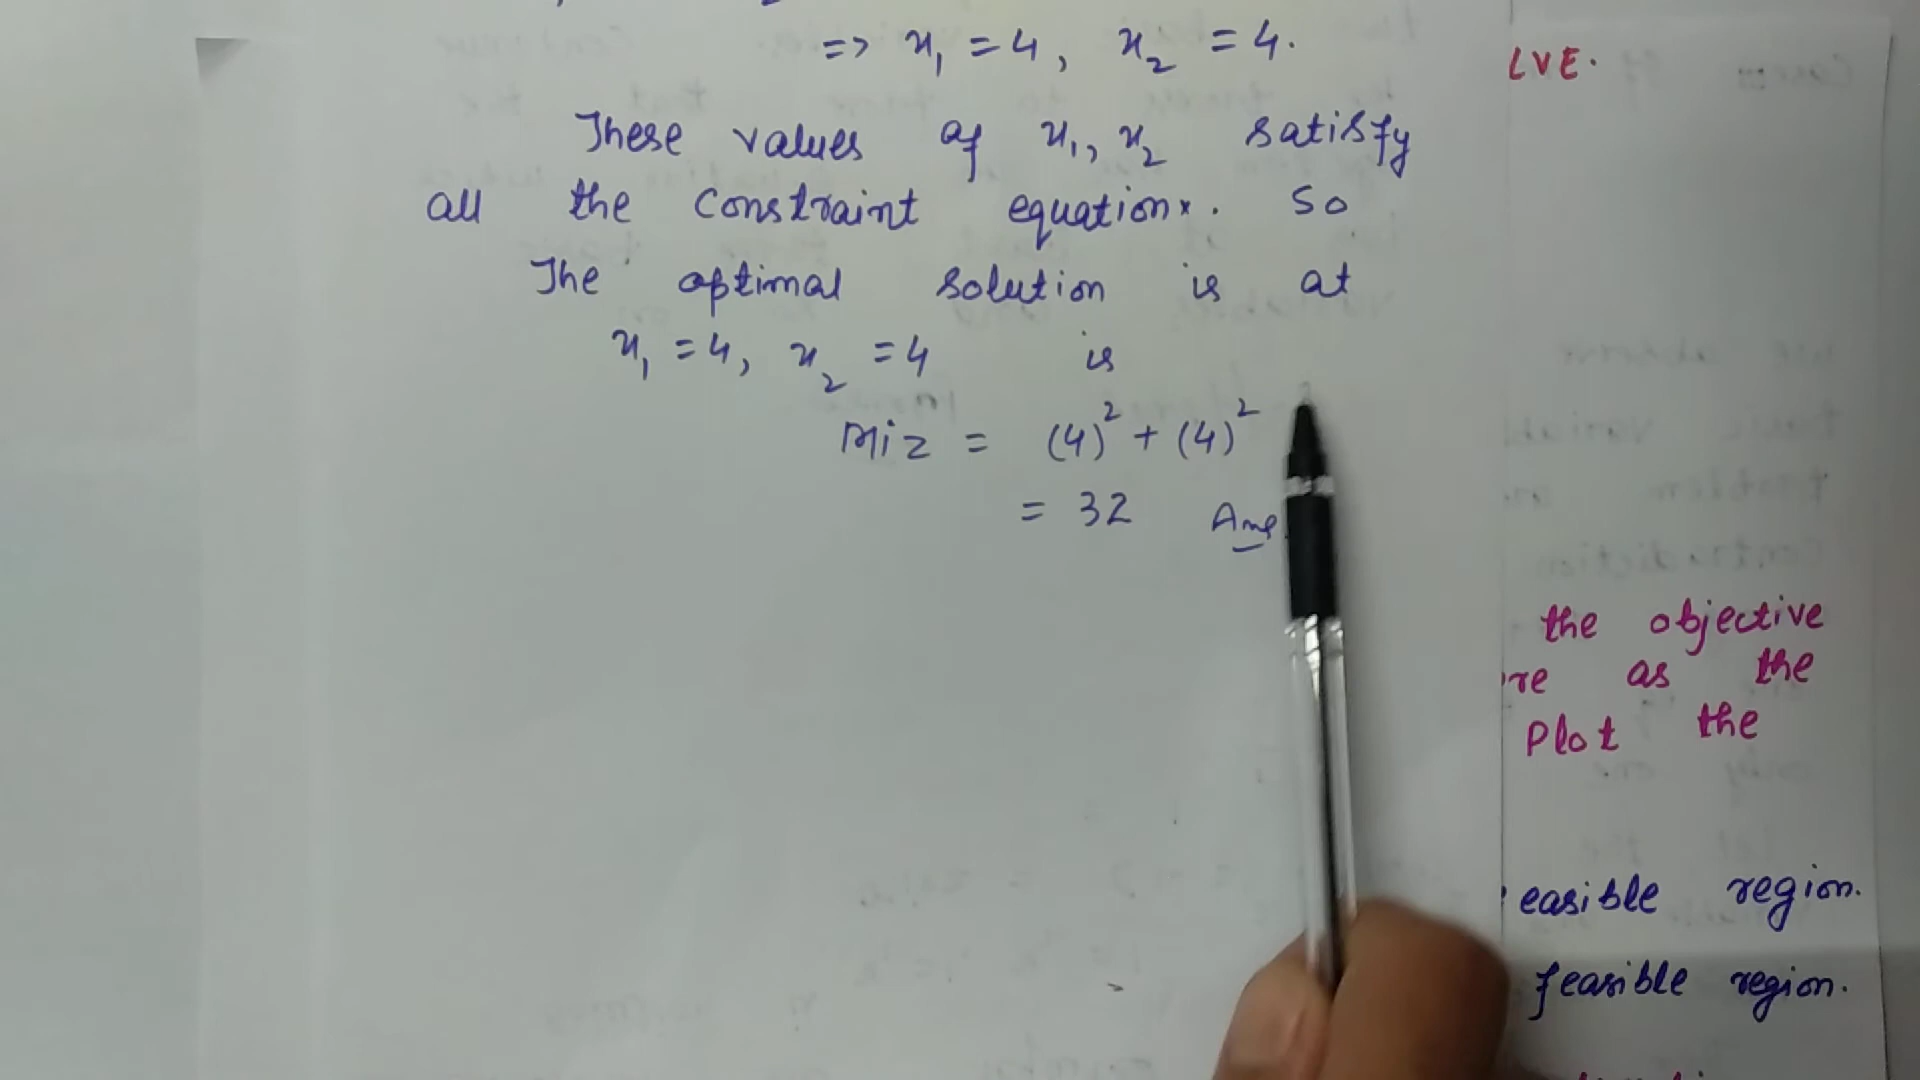 => x₁ = 4, x₂ = 4.
These values of x₁, x₂ satisfy
all the constraint equation. So
The optimal solution is at
x₁ = 4, x₂ = 4 is
Miz = (4)² + (4)²
= 32 Ans
LVE.
the objective
re as the
Plot the
easible region.
feasible region.